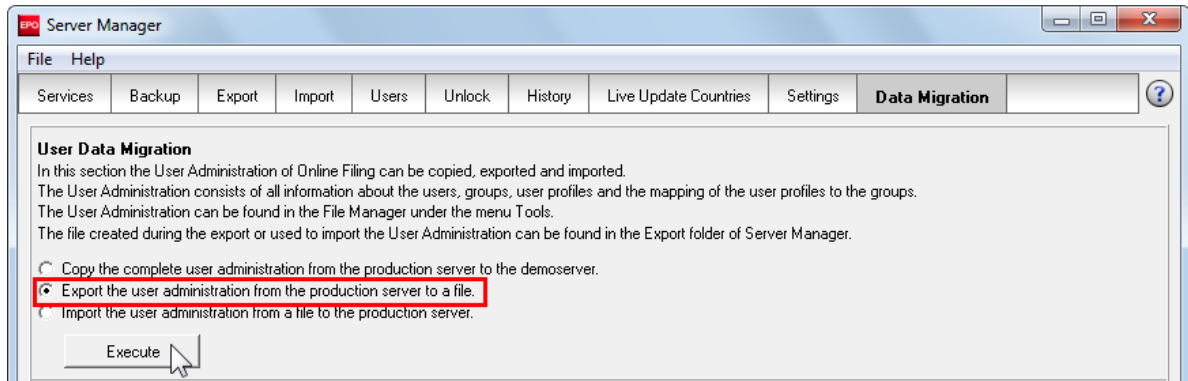 EPO Server Manager
File Help
Services Backup Export Import Users Unlock History Live Update Countries Settings Data Migration ?
User Data Migration
In this section the User Administration of Online Filing can be copied, exported and imported.
The User Administration consists of all information about the users, groups, user profiles and the mapping of the user profiles to the groups.
The User Administration can be found in the File Manager under the menu Tools.
The file created during the export or used to import the User Administration can be found in the Export folder of Server Manager.
Copy the complete user administration from the production server to the demoserver.
Export the user administration from the production server to a file.
Import the user administration from a file to the production server.
Execute